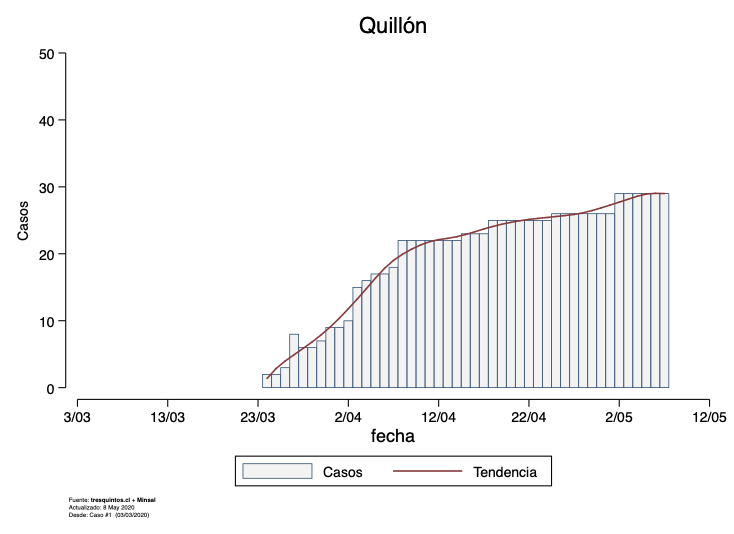 Quillón
50
40
30
20
10
0
Casos
3/03 13/03 23/03 2/04 12/04 22/04 2/05 12/05
fecha
Casos Tendencia
Fuente: tresquintos.cl + Minsal
Actualizado: 8 May 2020
Desde: Caso #1 (03/03/2020)